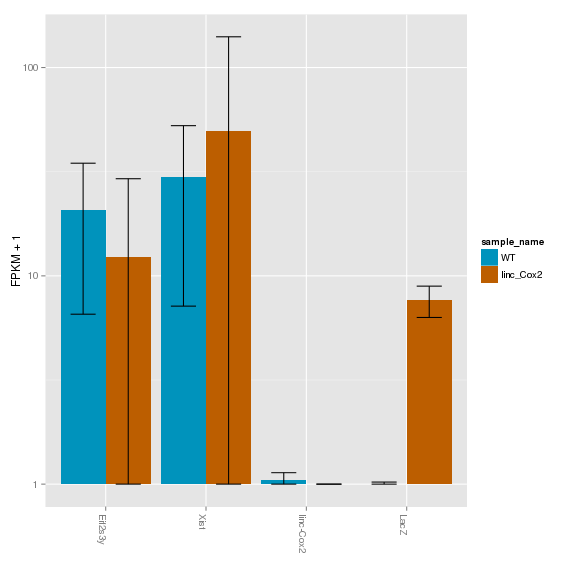 100
10
1
FPKM + 1
Eif2s3y
Xist
linc-Cox2
LacZ
sample_name
WT
linc_Cox2